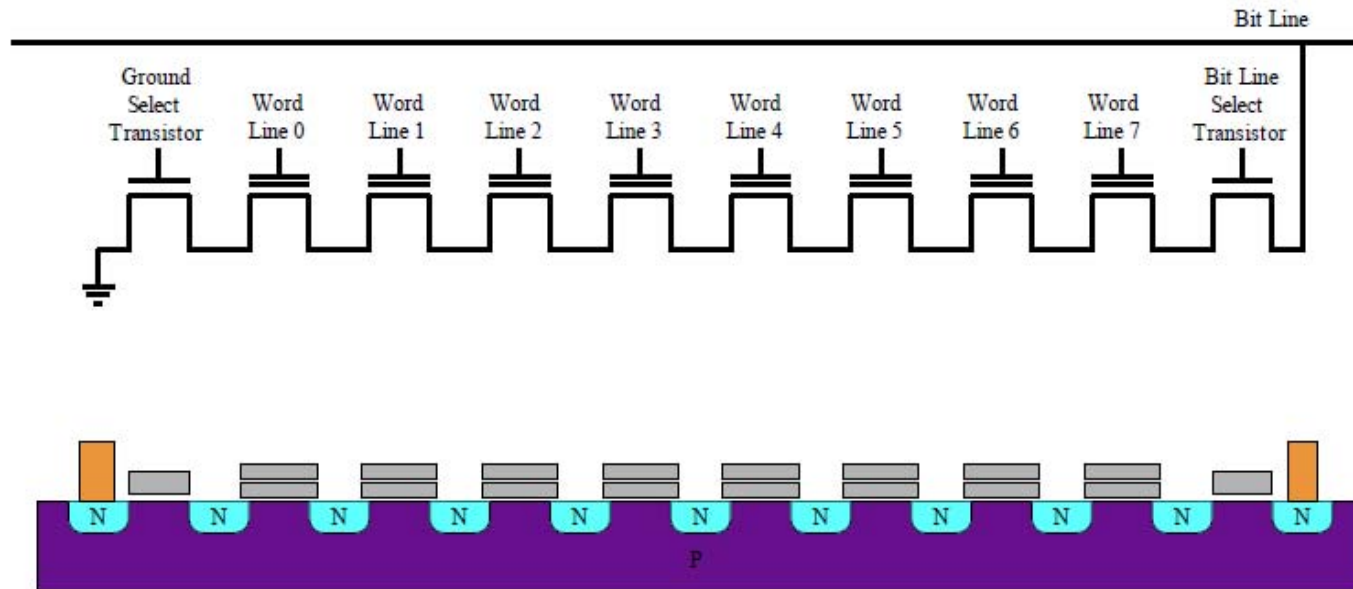 Bit Line
Ground
Select
Transistor
Word
Line 0
Word
Line 1
Word
Line 2
Word
Line 3
Word
Line 4
Word
Line 5
Word
Line 6
Word
Line 7
Bit Line
Select
Transistor
N N N N N N N N N N N
P